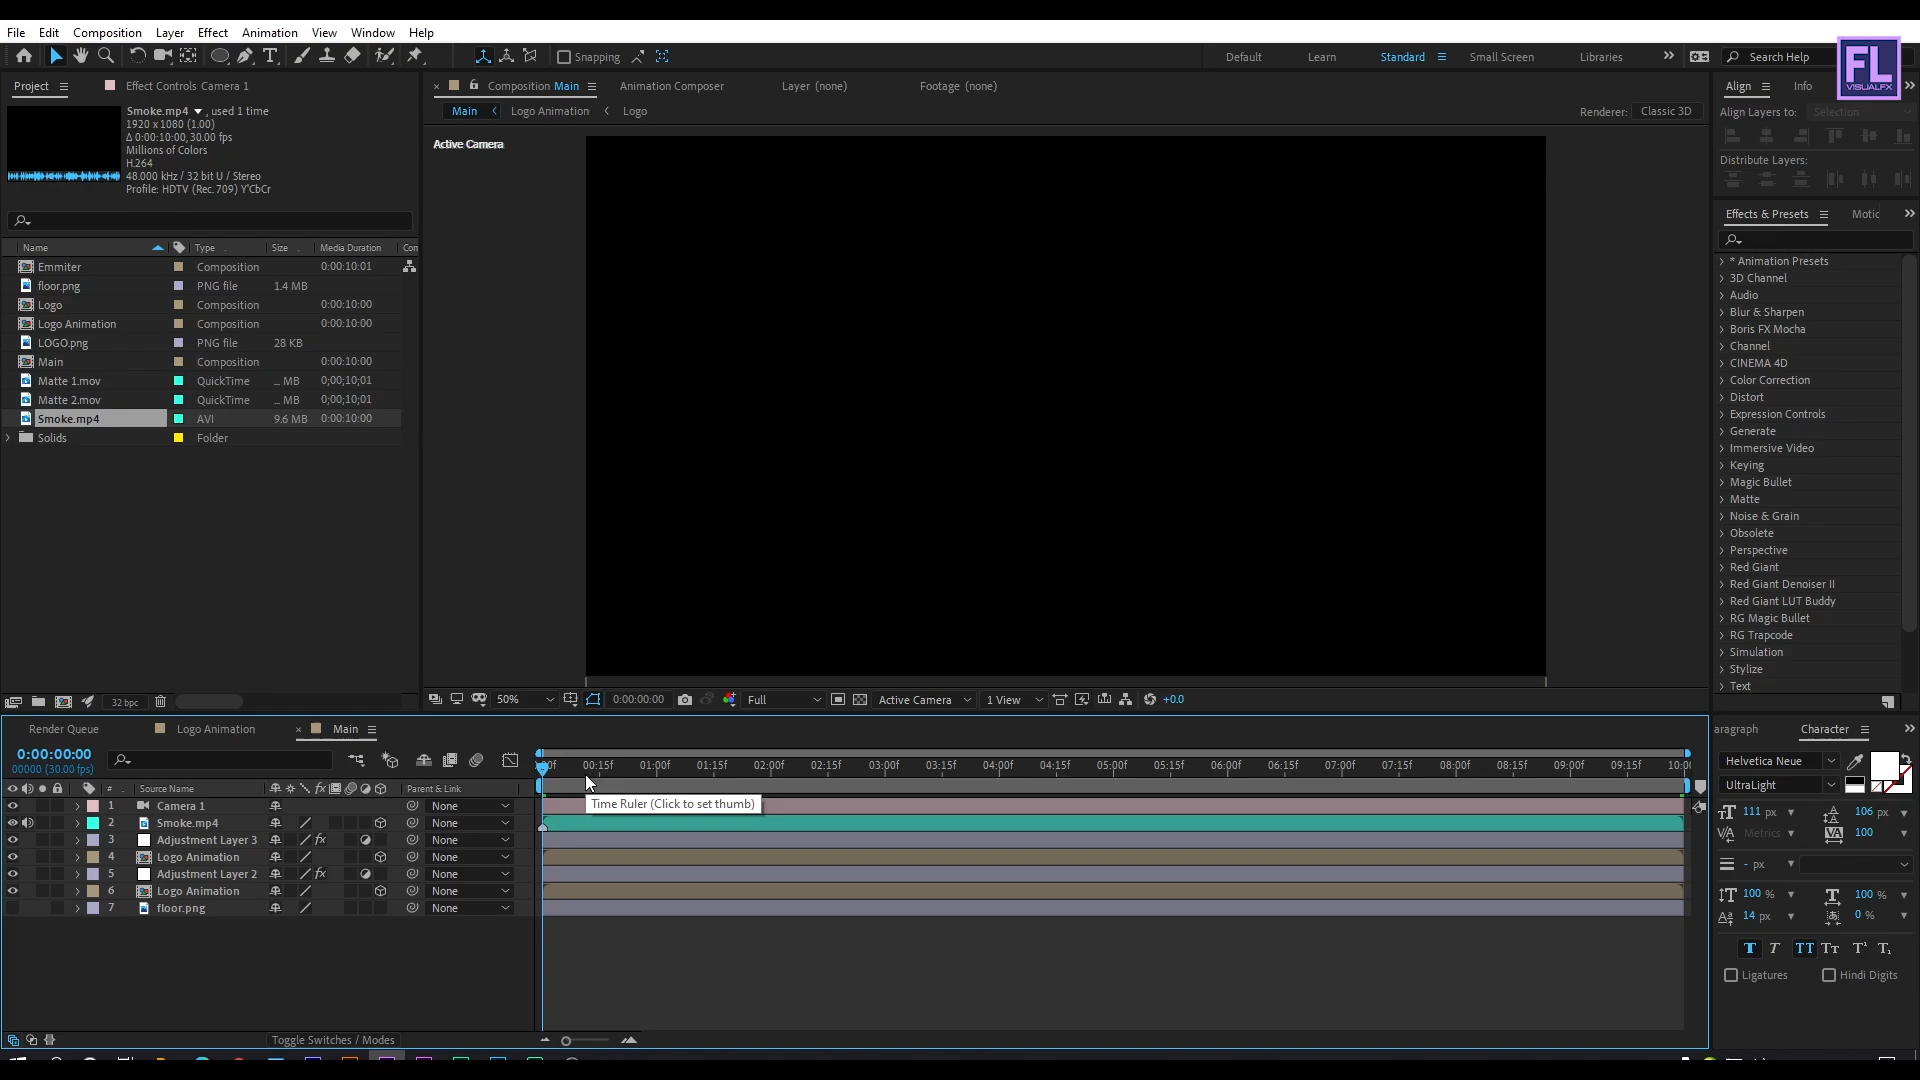 File Edit Composition Layer Effect Animation View Window Help
Snapping
Default Learn Standard Small Screen Libraries
Search Help
FL
VISUALFX
Project
Effect Controls Camera 1
Composition Main
Animation Composer
Layer (none)
Footage (none)
Align
Info
Smoke.mp4 , used 1 time
1920 x 1080 (1.00)
Δ 0:00:10:00, 30.00 fps
Millions of Colors
H.264
48.000 kHz / 32 bit U / Stereo
Profile: HDTV (Rec. 709) Y'CbCr
Main Logo Animation Logo
Renderer: Classic 3D
Active Camera
Align Layers to: Selection
Distribute Layers:
Effects & Presets
Motic
Name Type Size Media Duration Con
Emmiter Composition 0:00:10:01
floor.png PNG file 1.4 MB
Logo Composition 0:00:10:00
Logo Animation Composition 0:00:10:00
LOGO.png PNG file 28 KB
Main Composition 0:00:10:00
Matte 1.mov QuickTime ... MB 0;00;10;01
Matte 2.mov QuickTime ... MB 0;00;10;01
Smoke.mp4 AVI 9.6 MB 0:00:10:00
Solids Folder
* Animation Presets
3D Channel
Audio
Blur & Sharpen
Boris FX Mocha
Channel
CINEMA 4D
Color Correction
Distort
Expression Controls
Generate
Immersive Video
Keying
Magic Bullet
Matte
Noise & Grain
Obsolete
Perspective
Red Giant
Red Giant Denoiser II
Red Giant LUT Buddy
RG Magic Bullet
RG Trapcode
Simulation
Stylize
Text
32 bpc
50% 0:00:00:00 Full Active Camera 1 View +0.0
Render Queue Logo Animation Main
0:00:00:00
00000 (30.00 fps)
00:15f 01:00f 01:15f 02:00f 02:15f 03:00f 03:15f 04:00f 04:15f 05:00f 05:15f 06:00f 06:15f 07:00f 07:15f 08:00f 08:15f 09:00f 09:15f 10:00
# Source Name fx Parent & Link
1 Camera 1 None
Time Ruler (Click to set thumb)
2 Smoke.mp4 None
3 Adjustment Layer 3 fx None
4 Logo Animation None
5 Adjustment Layer 2 fx None
6 Logo Animation None
7 floor.png None
Toggle Switches / Modes
aragraph
Character
Helvetica Neue
UltraLight
111 px
106 px
Metrics
100
- px
100 %
100 %
14 px
0 %
T T TT Tт T¹ T₁
Ligatures
Hindi Digits